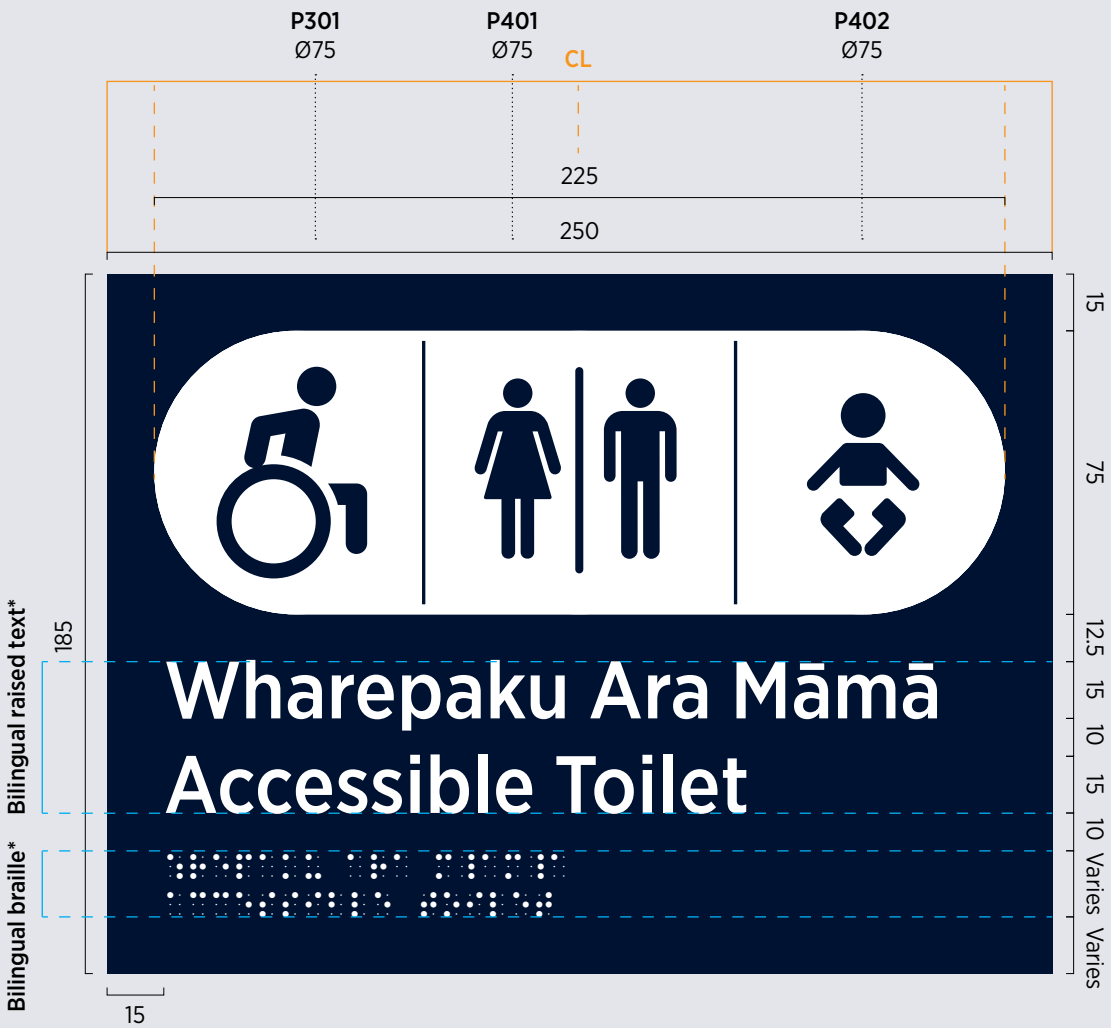 P301
Ø75
P401
Ø75
CL
P402
Ø75
225
250
15
75
12.5
15
10
15
10
Varies
Varies
185
Bilingual raised text*
Bilingual braille*
Wharepaku Ara Māmā
Accessible Toilet
15